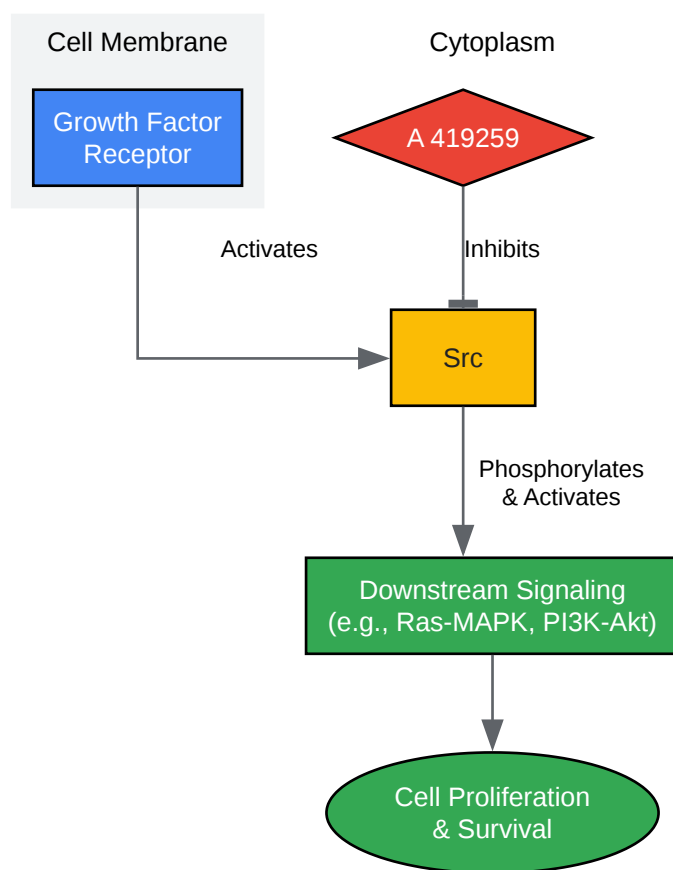 Cell Membrane
Cytoplasm
Growth Factor
Receptor
A 419259
Activates
Inhibits
Src
Phosphorylates
& Activates
Downstream Signaling
(e.g., Ras-MAPK, PI3K-Akt)
Cell Proliferation
& Survival